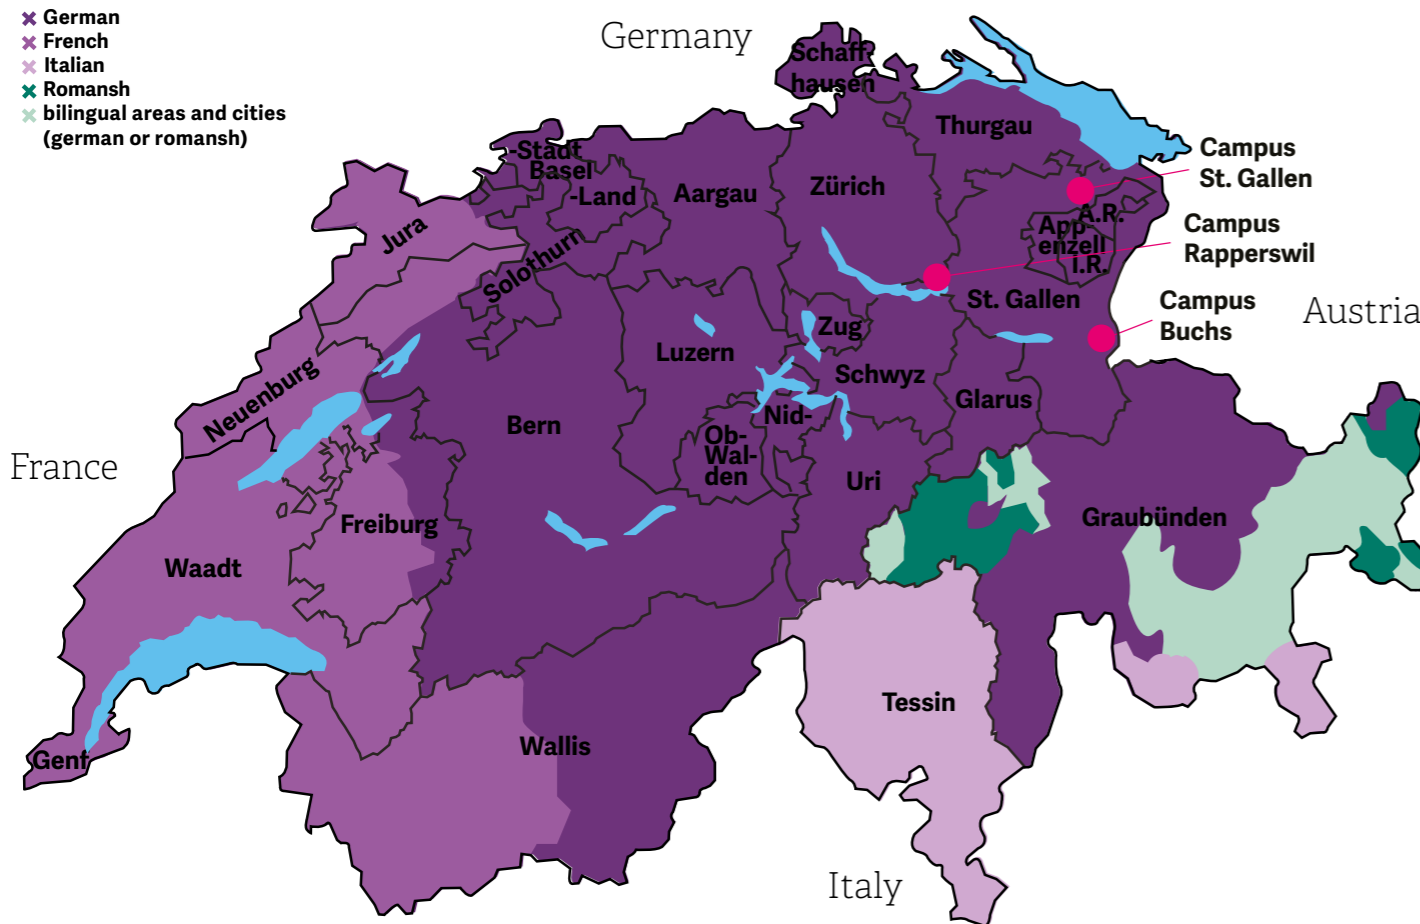 German
French
Italian
Romansh
bilingual areas and cities
(german or romansh)
Germany
Schaff-
hausen
Thurgau
Campus
St. Gallen
-Stadt
Basel
-Land
Aargau
Zürich
A.R.
App-
enzell
I.R.
Campus
Rapperswil
Jura
Solothurn
St. Gallen
Campus
Buchs
Austria
Zug
Luzern
Schwyz
Neuenburg
Glarus
Bern
Nid-
Ob-
Wal-
den
France
Uri
Freiburg
Graubünden
Waadt
Tessin
Wallis
Genf
Italy